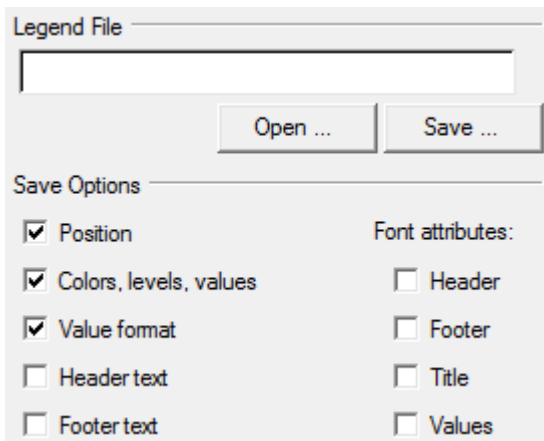 Legend File
Open ... Save ...
Save Options
Position Font attributes:
Colors, levels, values Header
Value format Footer
Header text Title
Footer text Values